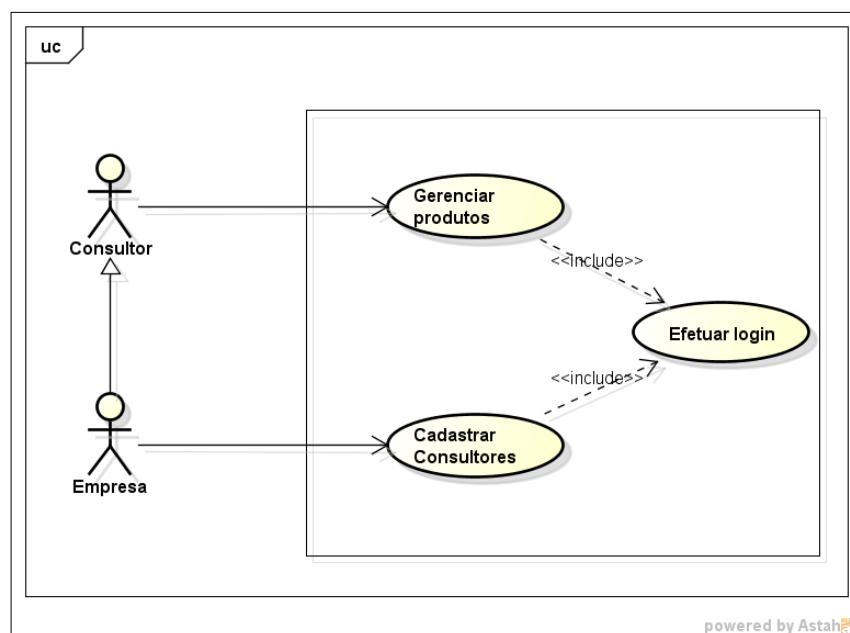 uc
Gerenciar
produtos
Consultor
<<include>>
Efetuar login
<<include>>
Cadastrar
Consultores
Empresa
powered by Astah